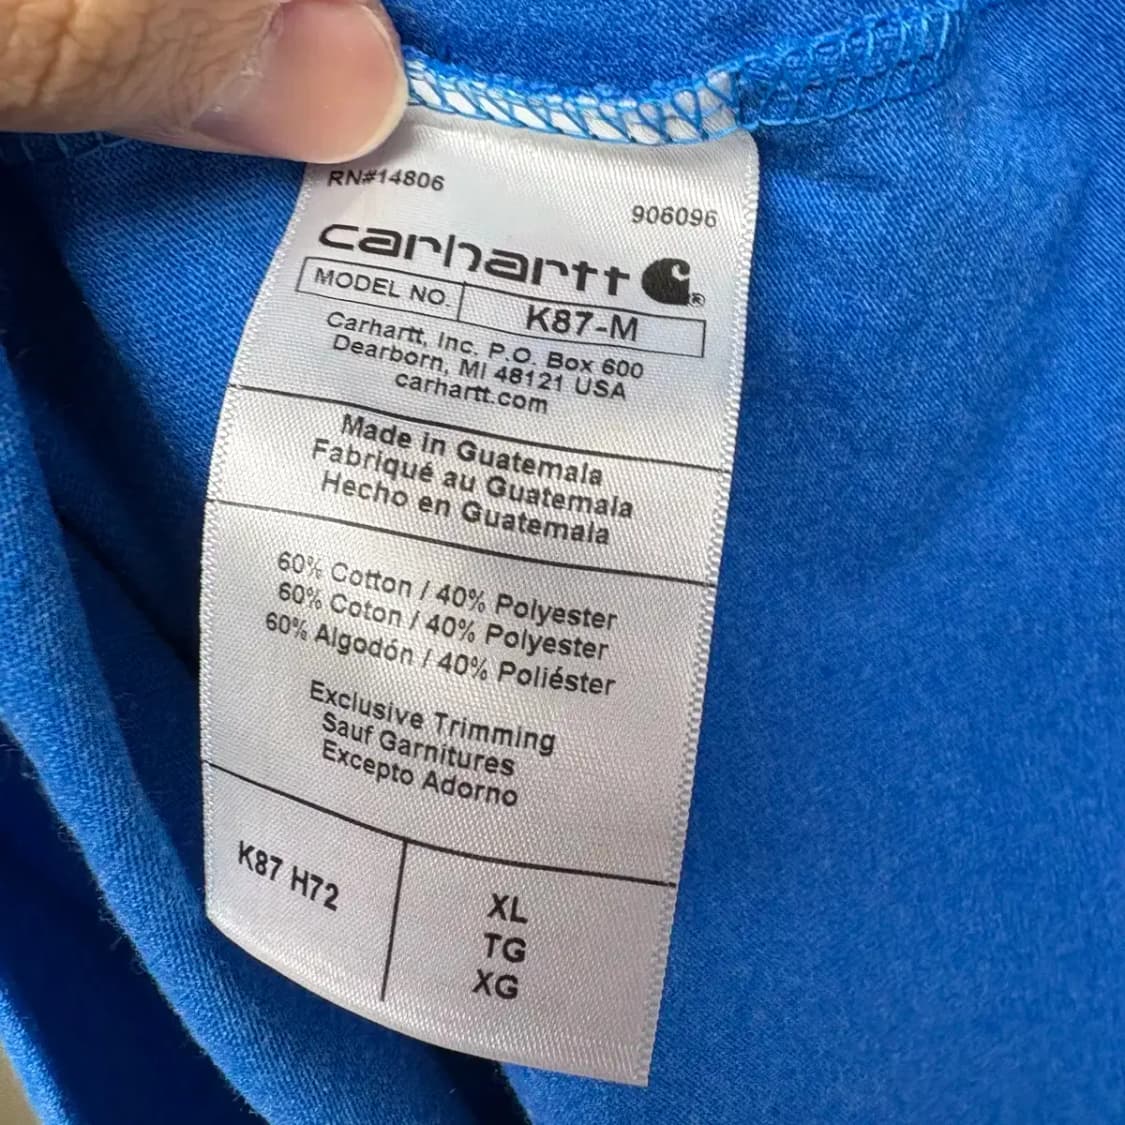 RN#14806
906096
carhartt
MODEL NO. K87-M
Carhartt, Inc. P.O. Box 600
Dearborn, MI 48121 USA
carhartt.com
Made in Guatemala
Fabriqué au Guatemala
Hecho en Guatemala
60% Cotton / 40% Polyester
60% Coton / 40% Polyester
60% Algodón / 40% Poliéster
Exclusive Trimming
Sauf Garnitures
Excepto Adorno
K87 H72
XL
TG
XG